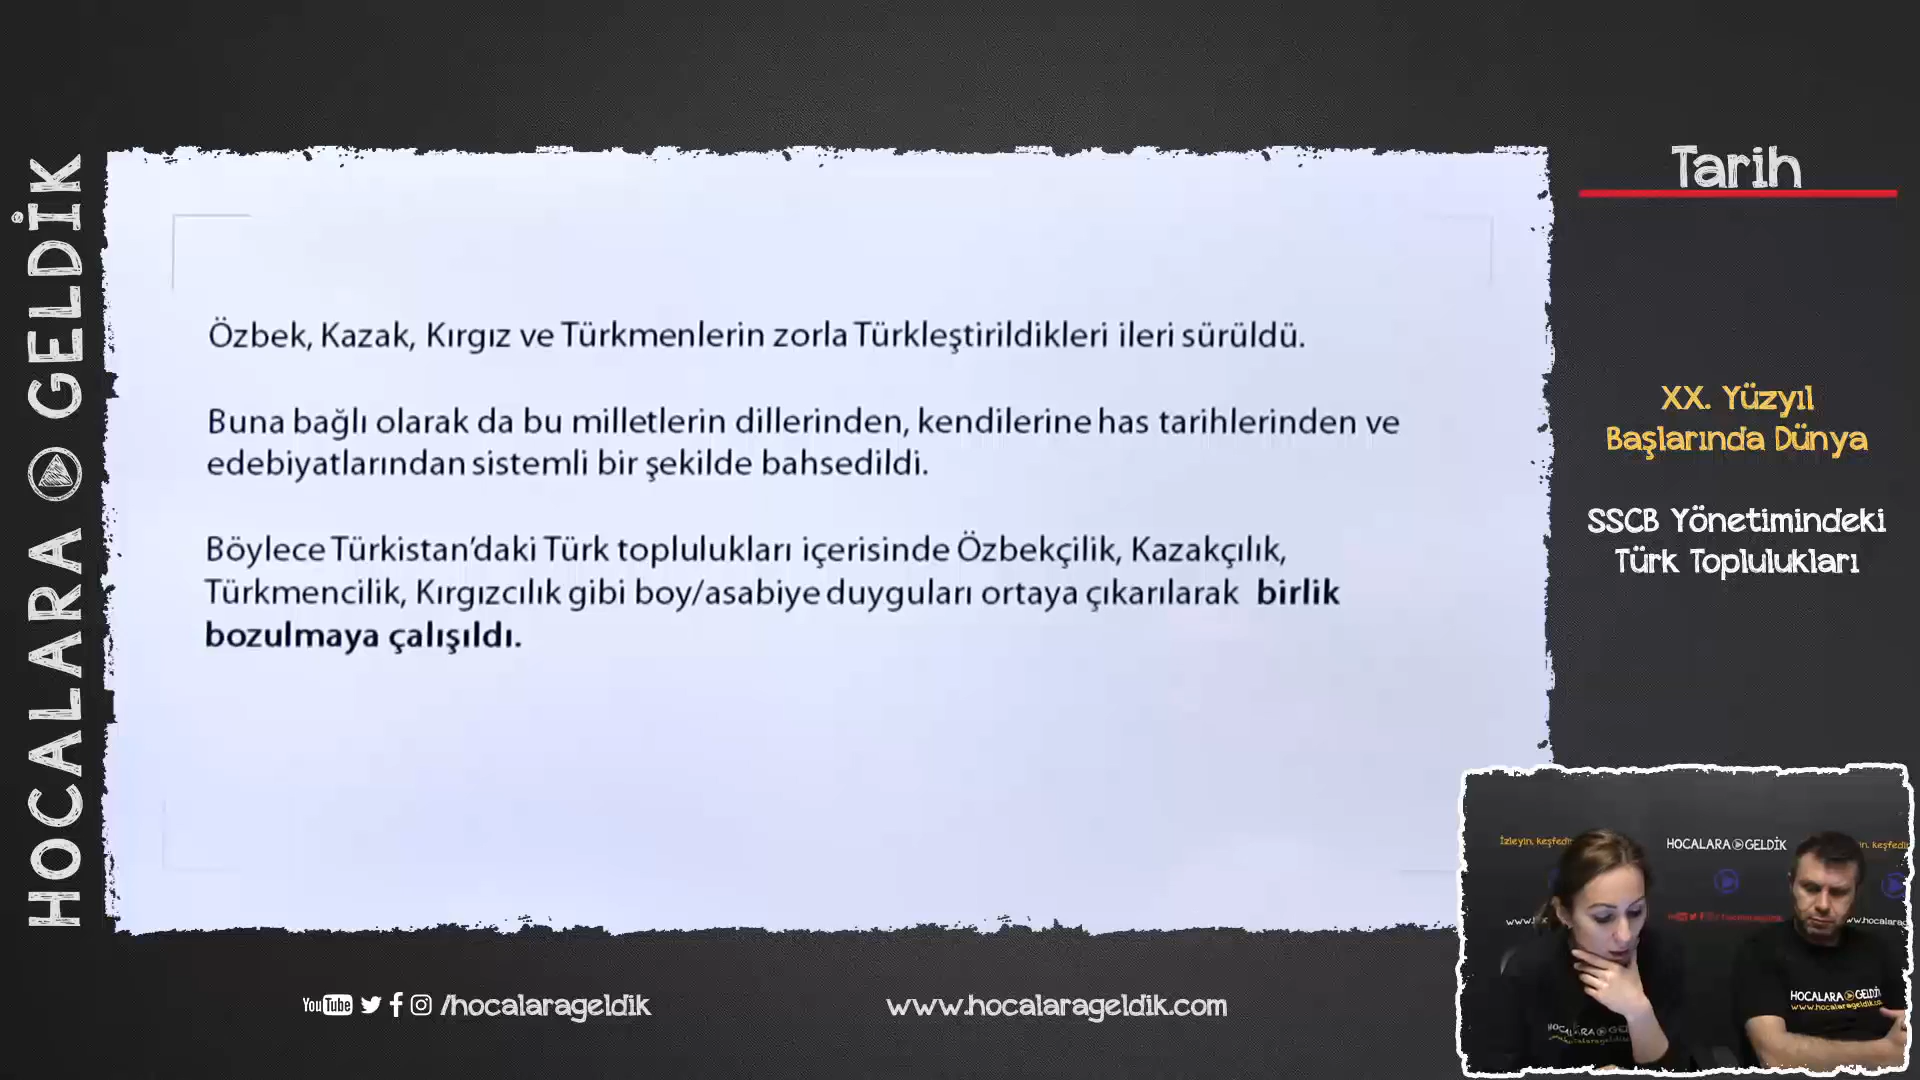 HOCALARA GELDİK
Özbek, Kazak, Kırgız ve Türkmenlerin zorla Türkleştirildikleri ileri sürüldü.
Buna bağlı olarak da bu milletlerin dillerinden, kendilerine has tarihlerinden ve
edebiyatlarından sistemli bir şekilde bahsedildi.
Böylece Türkistan’daki Türk toplulukları içerisinde Özbekçilik, Kazakçılık,
Türkmencilik, Kırgızcılık gibi boy/asabiye duyguları ortaya çıkarılarak birlik
bozulmaya çalışıldı.
Tarih
XX. Yüzyıl
Başlarında Dünya
SSCB Yönetimindeki
Türk Toplulukları
HOCALARA GELDİK
HOCALARA GELDİK
YouTube /hocalarageldik
www.hocalarageldik.com